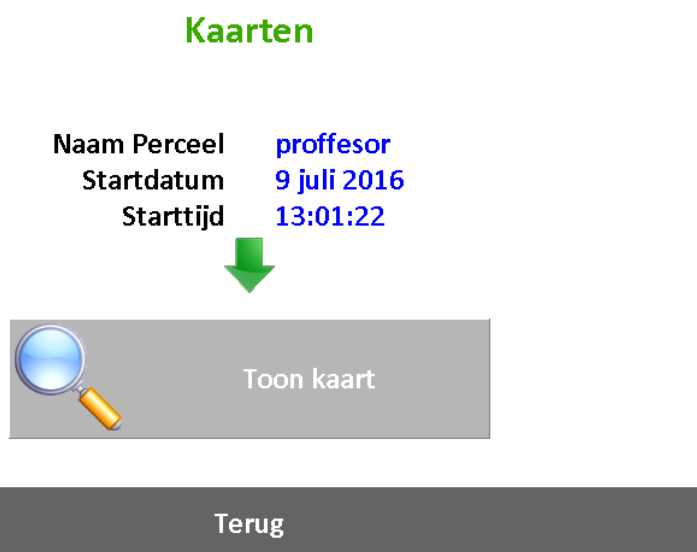 Kaarten
Naam Perceel proffesor
Startdatum 9 juli 2016
Starttijd 13:01:22
Toon kaart
Terug